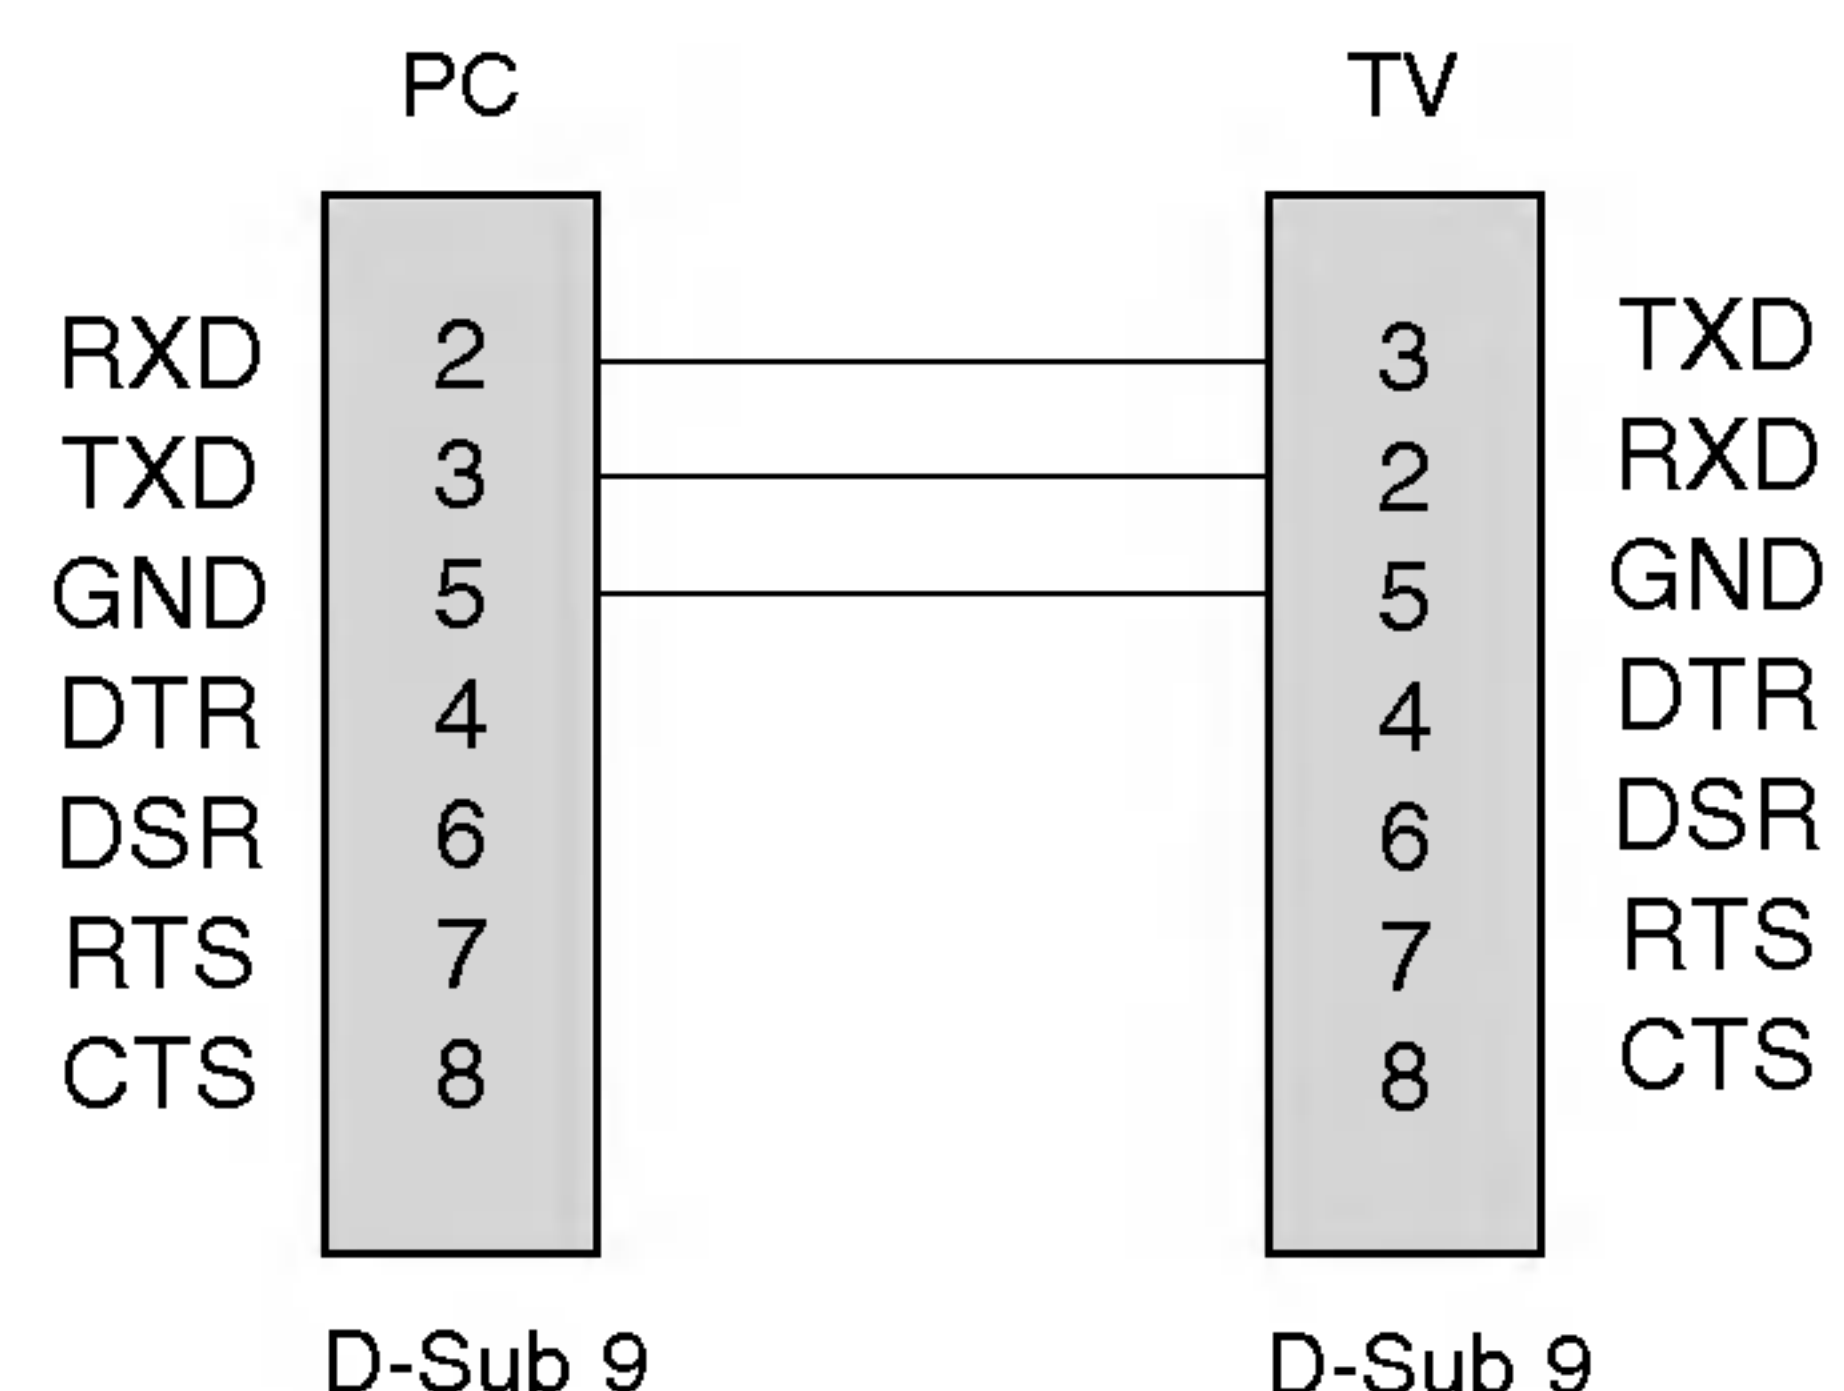 PC TV
RXD 2 3 TXD
TXD 3 2 RXD
GND 5 5 GND
DTR 4 4 DTR
DSR 6 6 DSR
RTS 7 7 RTS
CTS 8 8 CTS
D-Sub 9 D-Sub 9